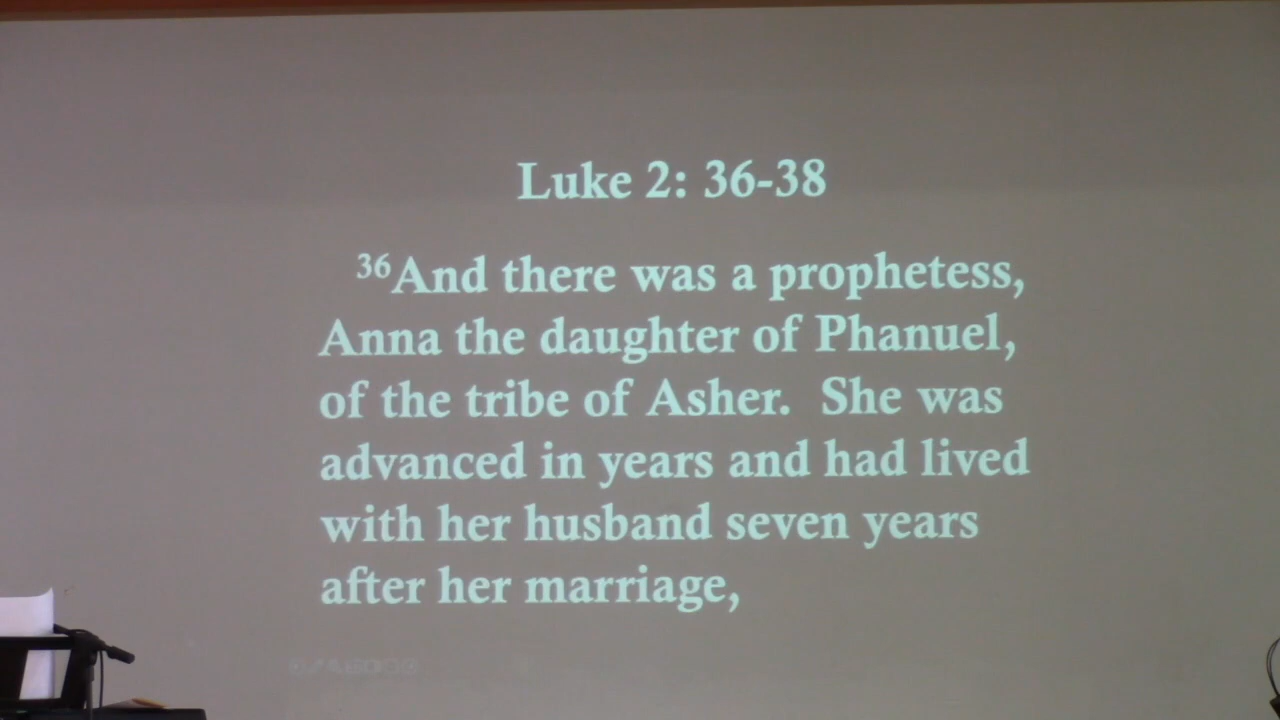 Luke 2: 36-38
³⁶And there was a prophetess,
Anna the daughter of Phanuel,
of the tribe of Asher.  She was
advanced in years and had lived
with her husband seven years
after her marriage,